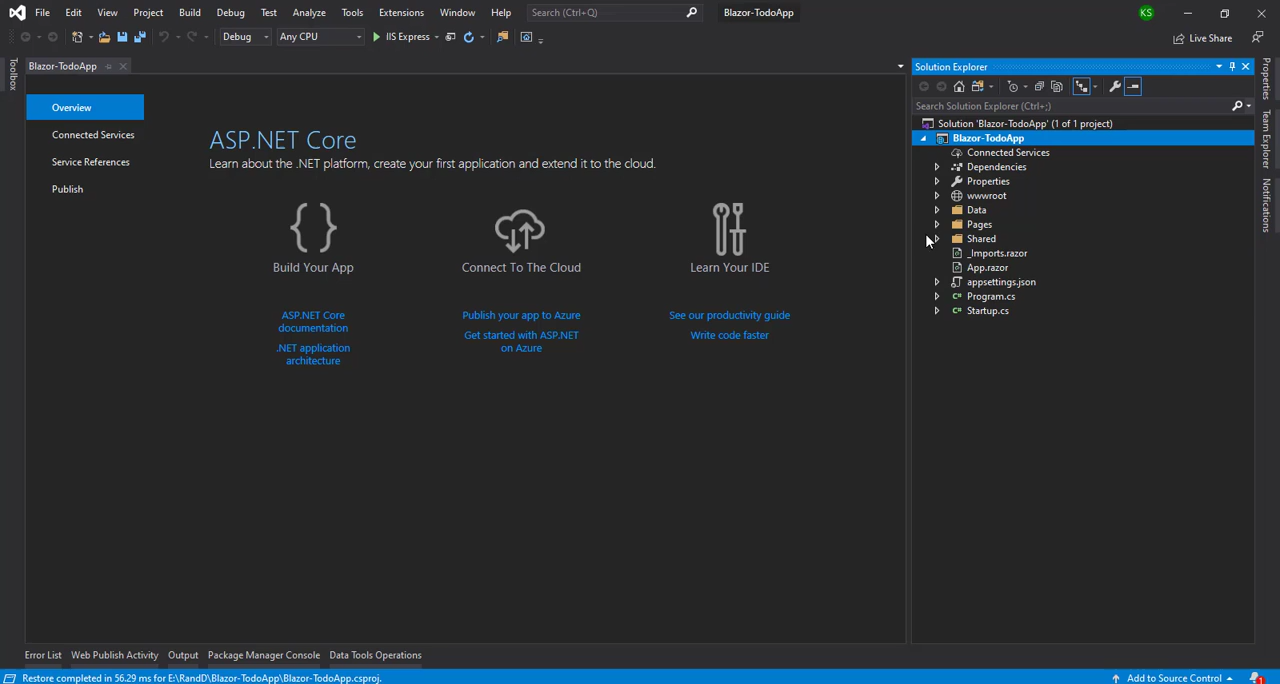 File Edit View Project Build Debug Test Analyze Tools Extensions Window Help Search (Ctrl+Q) Blazor-TodoApp KS
Debug Any CPU IIS Express Live Share
Toolbox
Blazor-TodoApp
Overview
Connected Services
Service References
Publish
ASP.NET Core
Learn about the .NET platform, create your first application and extend it to the cloud.
Build Your App
ASP.NET Core
documentation
.NET application
architecture
Connect To The Cloud
Publish your app to Azure
Get started with ASP.NET
on Azure
Learn Your IDE
See our productivity guide
Write code faster
Solution Explorer
Search Solution Explorer (Ctrl+;)
Solution 'Blazor-TodoApp' (1 of 1 project)
Blazor-TodoApp
Connected Services
Dependencies
Properties
wwwroot
Data
Pages
Shared
_Imports.razor
App.razor
appsettings.json
C# Program.cs
C# Startup.cs
Properties
Team Explorer
Notifications
Error List Web Publish Activity Output Package Manager Console Data Tools Operations
Restore completed in 56.29 ms for E:\RandD\Blazor-TodoApp\Blazor-TodoApp.csproj. Add to Source Control 1